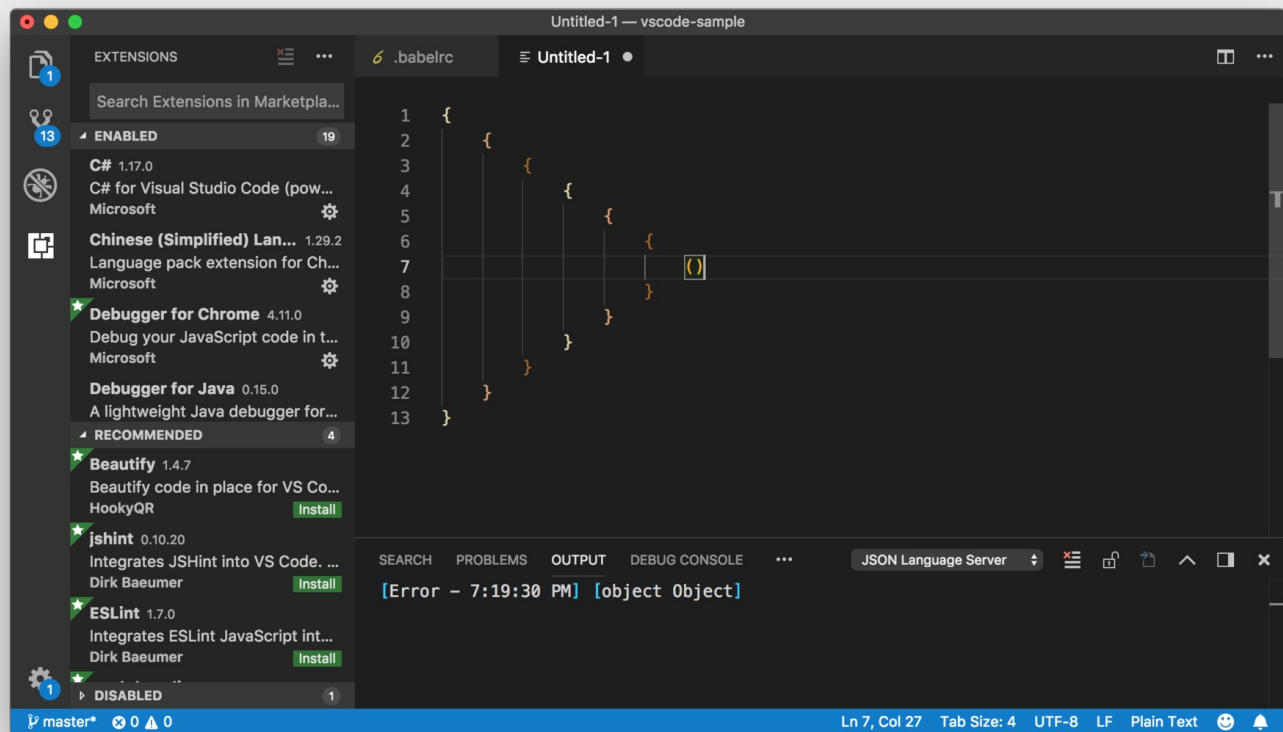 Untitled-1 — vscode-sample
EXTENSIONS
Search Extensions in Marketpla...
ENABLED 19
C# 1.17.0
C# for Visual Studio Code (pow...
Microsoft
Chinese (Simplified) Lan... 1.29.2
Language pack extension for Ch...
Microsoft
Debugger for Chrome 4.11.0
Debug your JavaScript code in t...
Microsoft
Debugger for Java 0.15.0
A lightweight Java debugger for...
RECOMMENDED 4
Beautify 1.4.7
Beautify code in place for VS Co...
HookyQR Install
jshint 0.10.20
Integrates JSHint into VS Code. ...
Dirk Baeumer Install
ESLint 1.7.0
Integrates ESLint JavaScript int...
Dirk Baeumer Install
DISABLED 1
1
13
1
.babelrc Untitled-1
1 {
2 {
3 {
4 {
5 {
6 {
7 ()
8 }
9 }
10 }
11 }
12 }
13 }
SEARCH PROBLEMS OUTPUT DEBUG CONSOLE ... JSON Language Server
[Error - 7:19:30 PM] [object Object]
master* 0 0 Ln 7, Col 27 Tab Size: 4 UTF-8 LF Plain Text